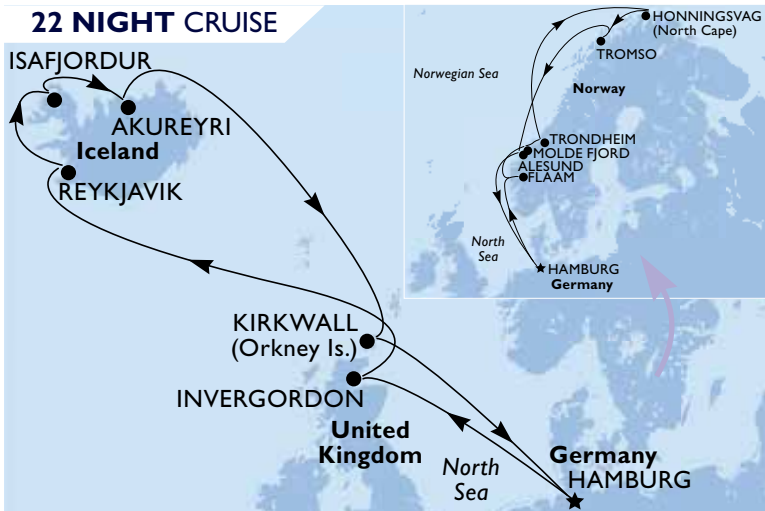 22 NIGHT CRUISE
ISAFJORDUR
AKUREYRI
Iceland
REYKJAVIK
KIRKWALL
(Orkney Is.)
INVERGORDON
United
Kingdom
North
Sea
Germany
HAMBURG
HONNINGSVAG
(North Cape)
TROMSO
Norwegian Sea
Norway
TRONDHEIM
MOLDE FJORD
ALESUND
FLAAM
North
Sea
HAMBURG
Germany